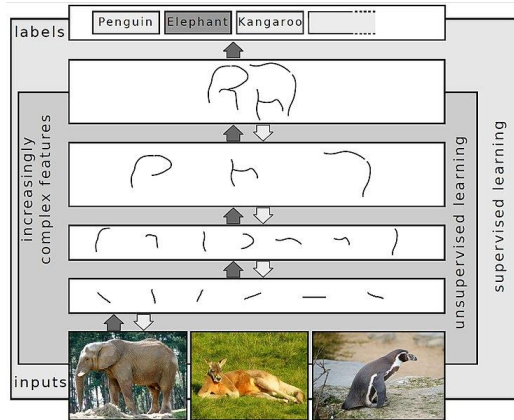 labels
Penguin
Elephant
Kangaroo
increasingly
complex features
unsupervised learning
supervised learning
inputs